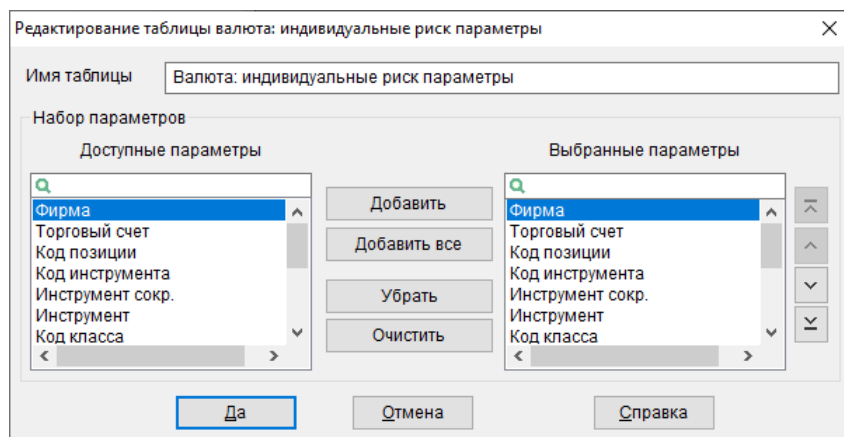 Редактирование таблицы валюта: индивидуальные риск параметры
Имя таблицы
Валюта: индивидуальные риск параметры
Набор параметров
Доступные параметры
Выбранные параметры
Фирма
Торговый счет
Код позиции
Код инструмента
Инструмент сокр.
Инструмент
Код класса
Добавить
Добавить все
Убрать
Очистить
Фирма
Торговый счет
Код позиции
Код инструмента
Инструмент сокр.
Инструмент
Код класса
Да
Отмена
Справка